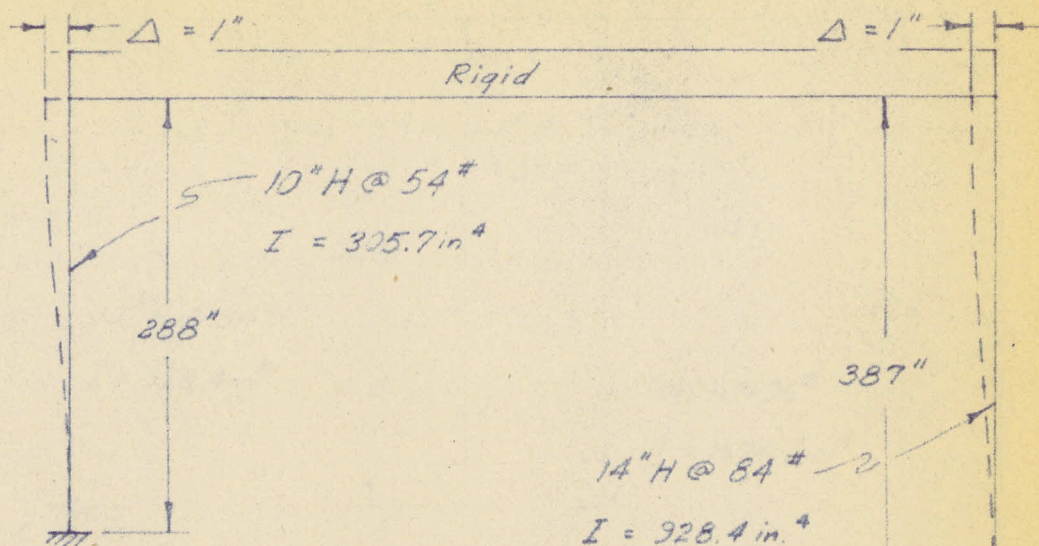 Δ = 1" Δ = 1"
Rigid
10" H @ 54#
I = 305.7 in⁴
288"
387"
14" H @ 84#
I = 928.4 in.⁴